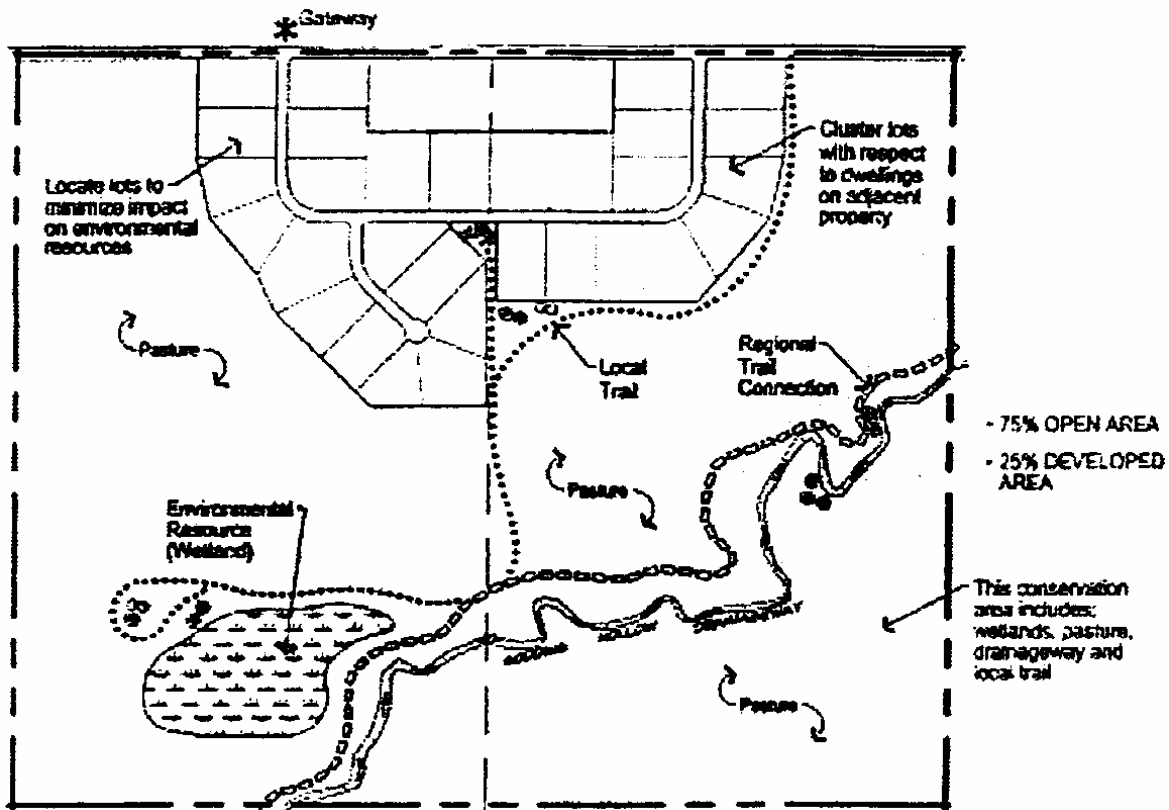 Gateway
Cluster lots
with respect
to dwellings
on adjacent
property
Locate lots to
minimize impact
on environmental
resources
Pasture
Local
Trail
Regional
Trail
Connection
- 75% OPEN AREA
- 25% DEVELOPED
AREA
Pasture
Environmental
Resource
(Wetland)
This conservation
area includes;
wetlands, pasture,
drainageway and
local trail
HOLLOW DRAINAGEWAY
Pasture